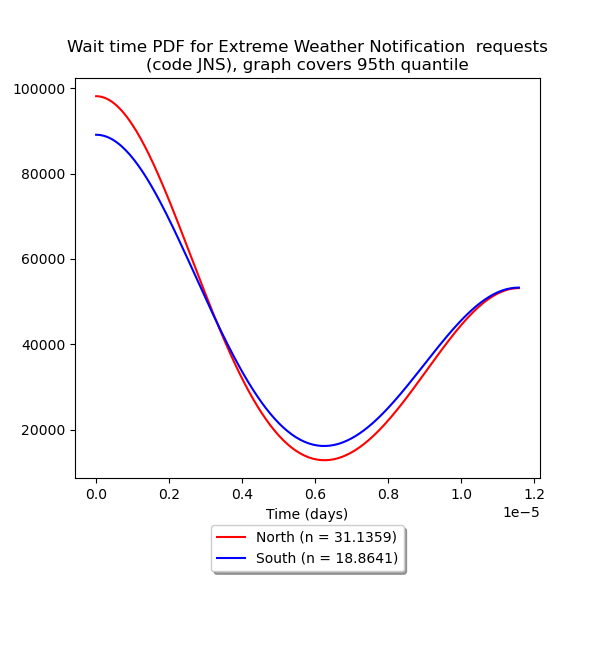 Wait time PDF for Extreme Weather Notification  requests
(code JNS), graph covers 95th quantile
100000
80000
60000
40000
20000
0.0 0.2 0.4 0.6 0.8 1.0 1.2
1e−5
Time (days)
North (n = 31.1359)
South (n = 18.8641)